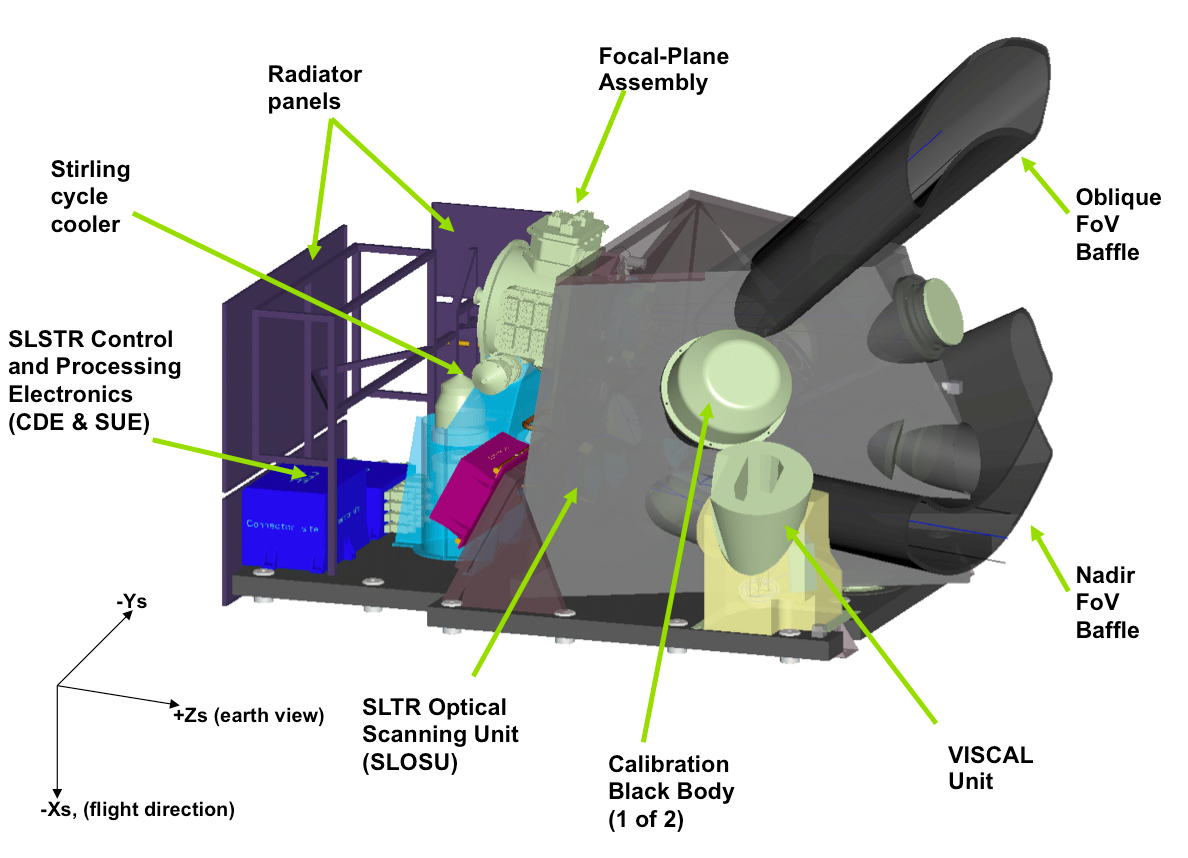 Focal-Plane
Assembly
Radiator
panels
Stirling
cycle
cooler
Oblique
FoV
Baffle
SLSTR Control
and Processing
Electronics
(CDE & SUE)
Connector site
Nadir
FoV
Baffle
-Ys
+Zs (earth view)
-Xs, (flight direction)
SLTR Optical
Scanning Unit
(SLOSU)
Calibration
Black Body
(1 of 2)
VISCAL
Unit